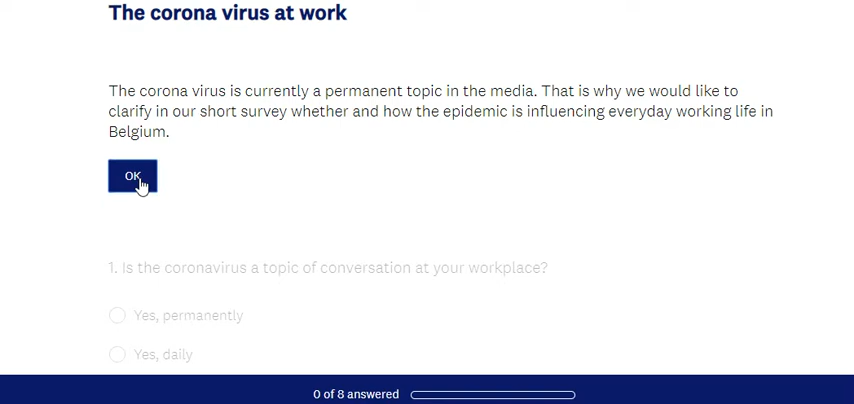 The corona virus at work
The corona virus is currently a permanent topic in the media. That is why we would like to
clarify in our short survey whether and how the epidemic is influencing everyday working life in
Belgium.
OK
1. Is the coronavirus a topic of conversation at your workplace?
Yes, permanently
Yes, daily
0 of 8 answered